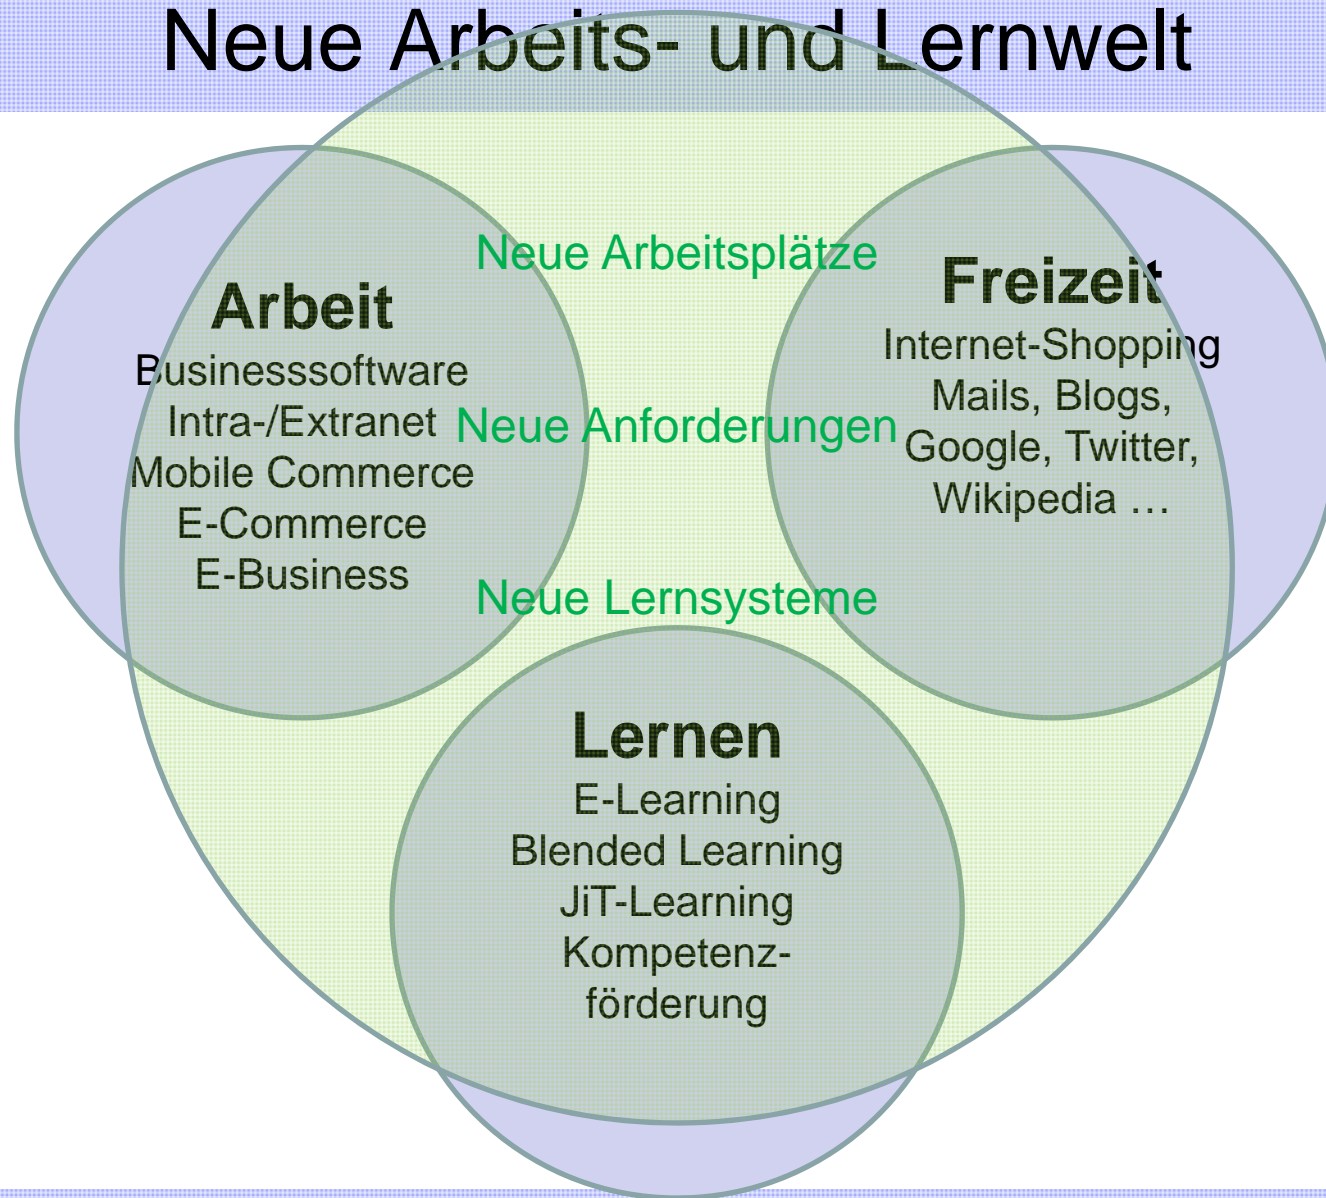 Neue Arbeits- und Lernwelt
Neue Arbeitsplätze
Neue Anforderungen
Neue Lernsysteme
Arbeit
Businesssoftware
Intra-/Extranet
Mobile Commerce
E-Commerce
E-Business
Freizeit
Internet-Shopping
Mails, Blogs,
Google, Twitter,
Wikipedia …
Lernen
E-Learning
Blended Learning
JiT-Learning
Kompetenz-
förderung